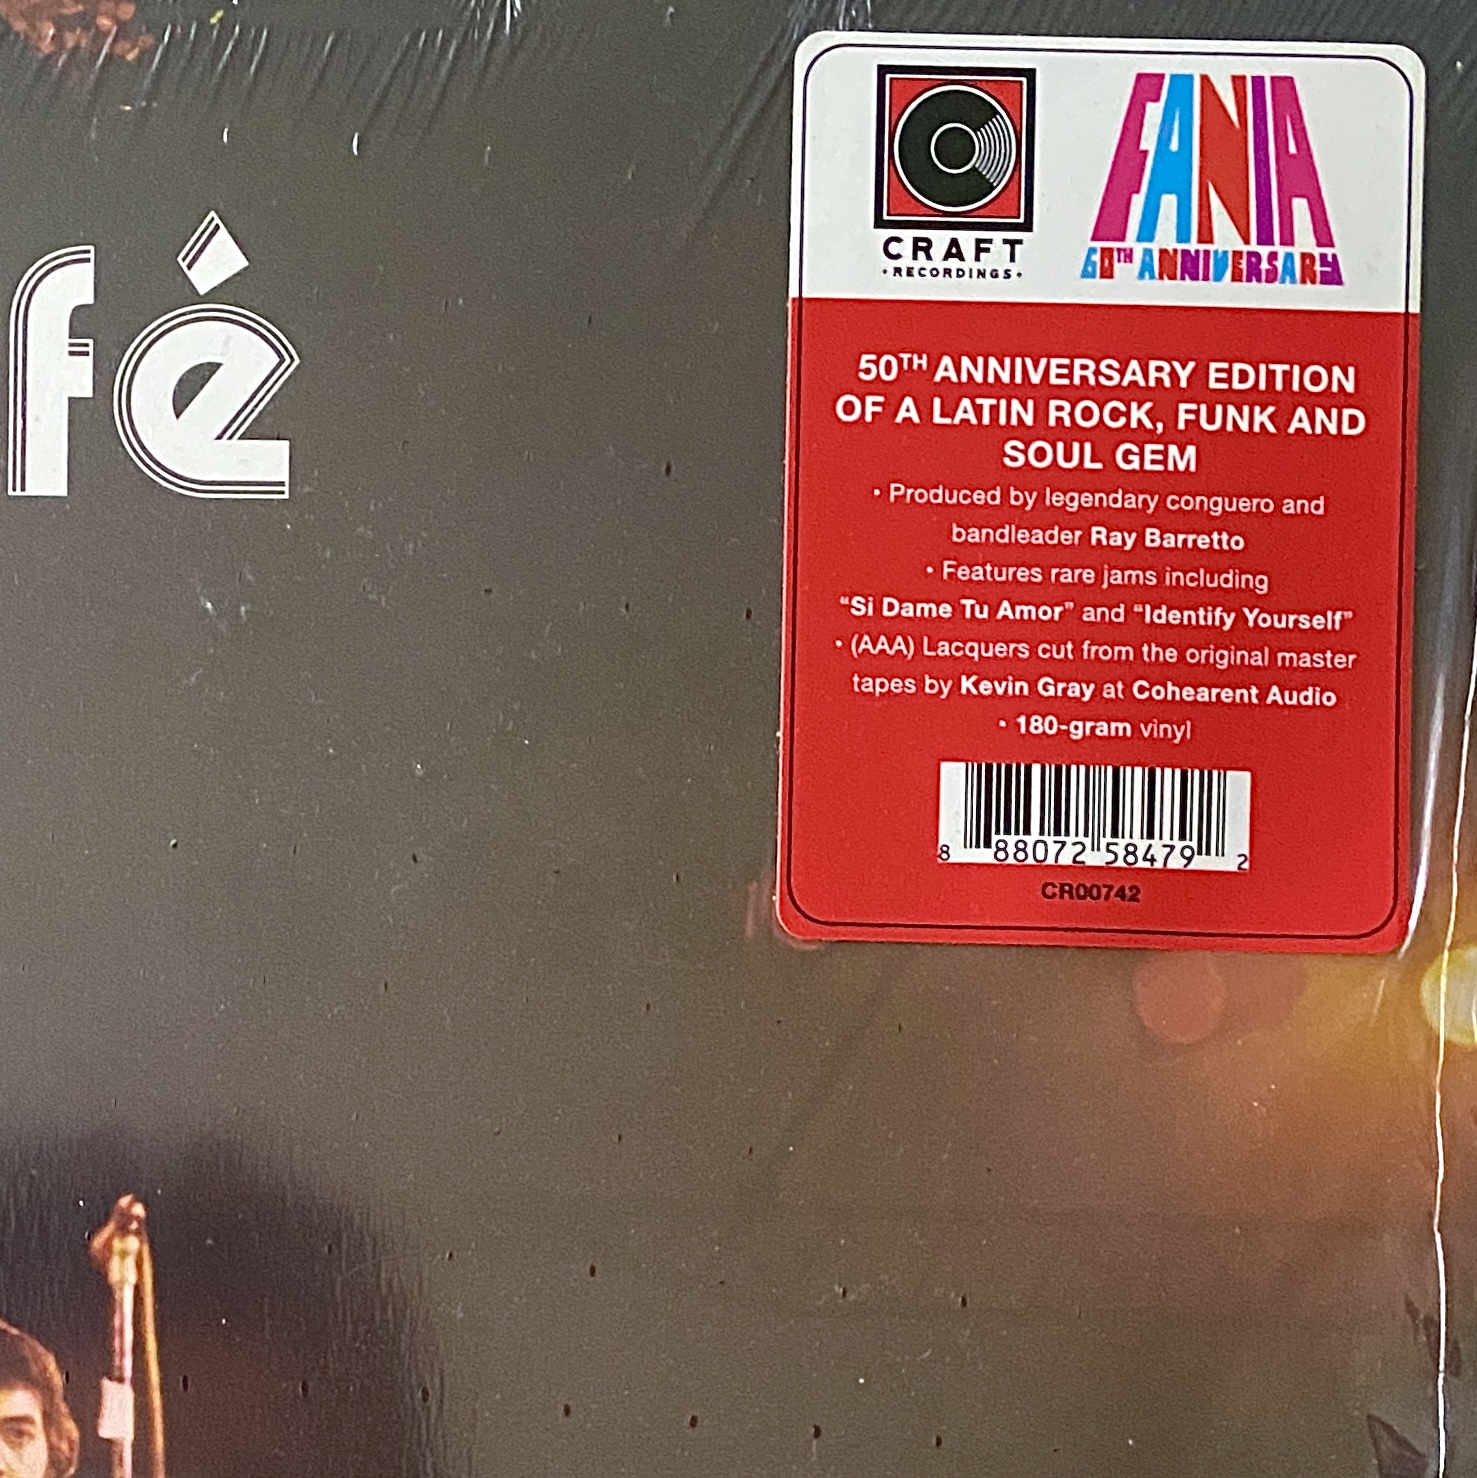 fé
CRAFT
•RECORDINGS•
FANIA
60TH ANNIVERSARY
50TH ANNIVERSARY EDITION
OF A LATIN ROCK, FUNK AND
SOUL GEM
• Produced by legendary conguero and
bandleader Ray Barretto
• Features rare jams including
“Si Dame Tu Amor” and “Identify Yourself”
• (AAA) Lacquers cut from the original master
tapes by Kevin Gray at Cohearent Audio
• 180-gram vinyl
8 88072 58479 2
CR00742